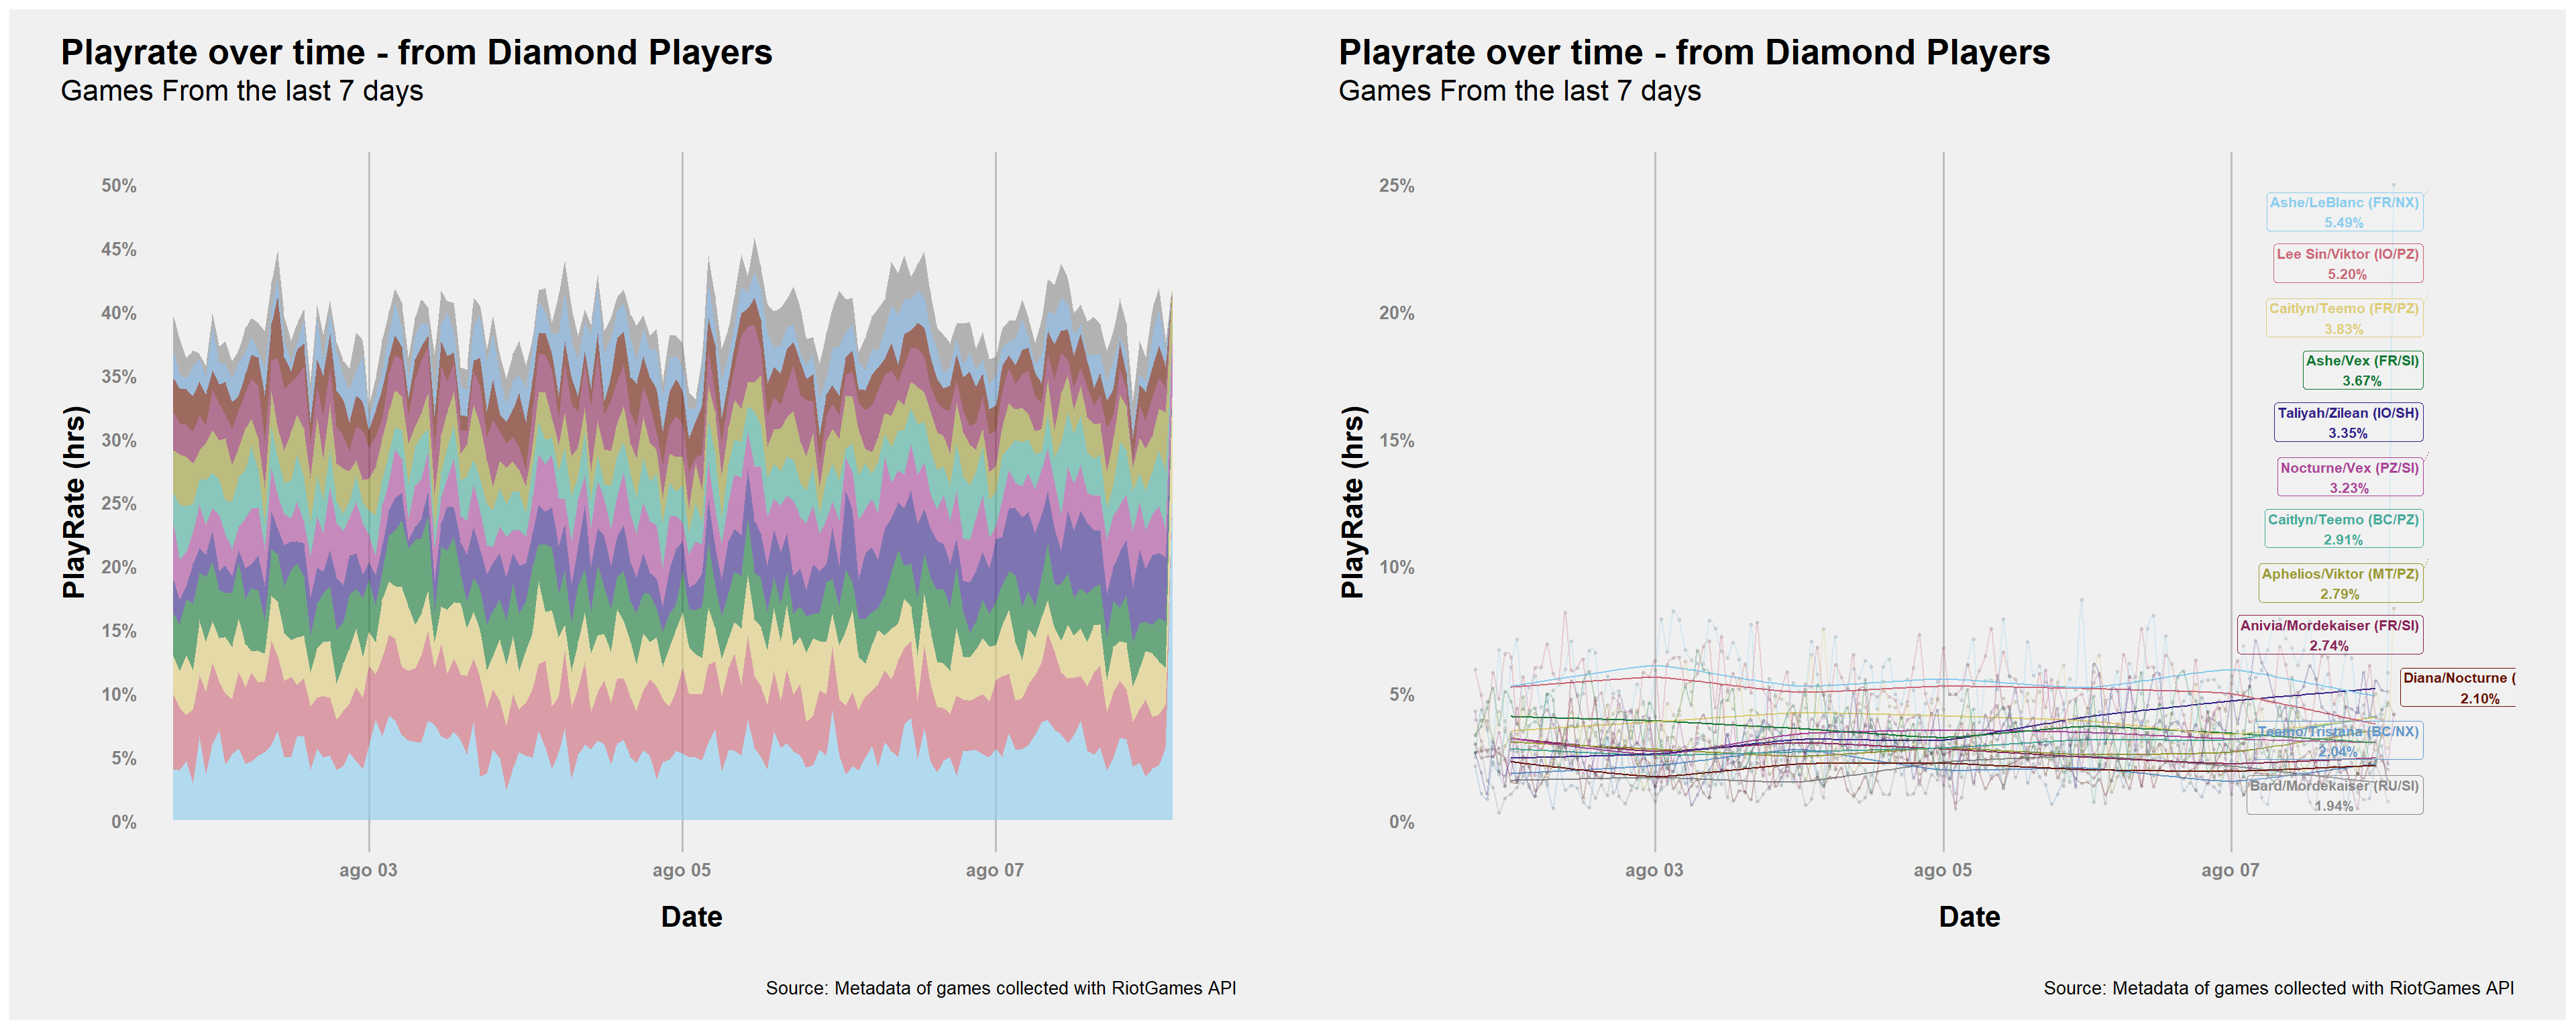 Playrate over time - from Diamond Players
Games From the last 7 days
50%
45%
40%
35%
30%
25%
20%
15%
10%
5%
0%
PlayRate (hrs)
ago 03
ago 05
ago 07
Date
Source: Metadata of games collected with RiotGames API
Playrate over time - from Diamond Players
Games From the last 7 days
25%
20%
15%
10%
5%
0%
PlayRate (hrs)
Ashe/LeBlanc (FR/NX)
5.49%
Lee Sin/Viktor (IO/PZ)
5.20%
Caitlyn/Teemo (FR/PZ)
3.83%
Ashe/Vex (FR/SI)
3.67%
Taliyah/Zilean (IO/SH)
3.35%
Nocturne/Vex (PZ/SI)
3.23%
Caitlyn/Teemo (BC/PZ)
2.91%
Aphelios/Viktor (MT/PZ)
2.79%
Anivia/Mordekaiser (FR/SI)
2.74%
Diana/Nocturne (
2.10%
Teemo/Tristana (BC/NX)
2.04%
Bard/Mordekaiser (RU/SI)
1.94%
ago 03
ago 05
ago 07
Date
Source: Metadata of games collected with RiotGames API